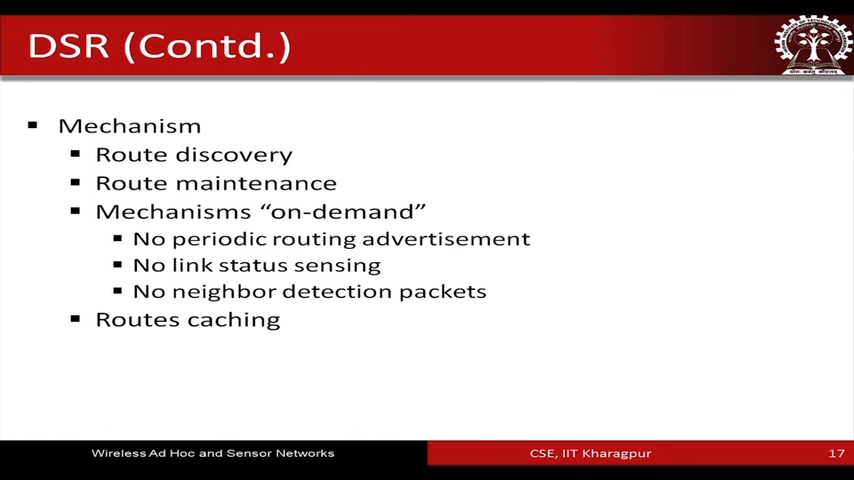 DSR (Contd.)
Mechanism
Route discovery
Route maintenance
Mechanisms “on-demand”
No periodic routing advertisement
No link status sensing
No neighbor detection packets
Routes caching
Wireless Ad Hoc and Sensor Networks
CSE, IIT Kharagpur
17